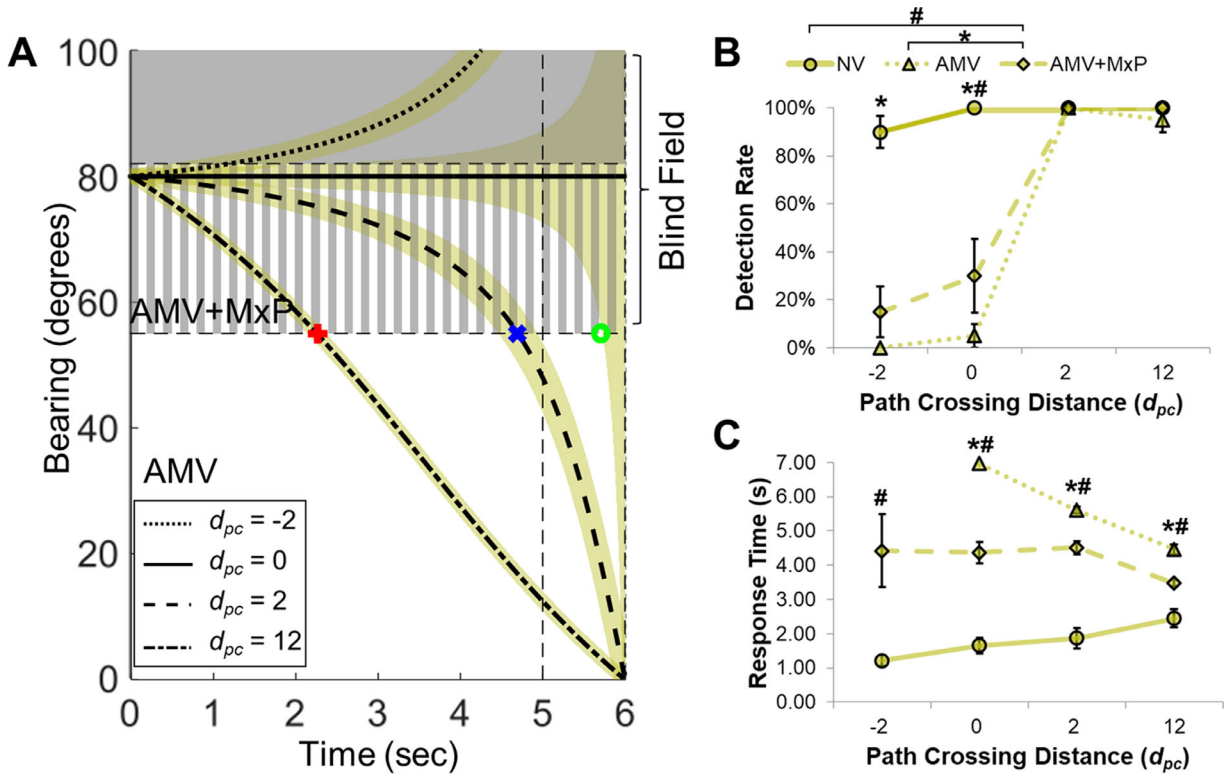 A
100
80
60
40
20
0
Bearing (degrees)
Blind Field
AMV+MxP
AMV
dpc = -2
dpc = 0
dpc = 2
dpc = 12
0 1 2 3 4 5 6
Time (sec)
B
#
*
NV AMV AMV+MxP
* *#
100%
80%
60%
40%
20%
0%
Detection Rate
-2 0 2 12
Path Crossing Distance (dpc)
C
7.00
6.00
5.00
4.00
3.00
2.00
1.00
0.00
Response Time (s)
# *# *# *#
-2 0 2 12
Path Crossing Distance (dpc)